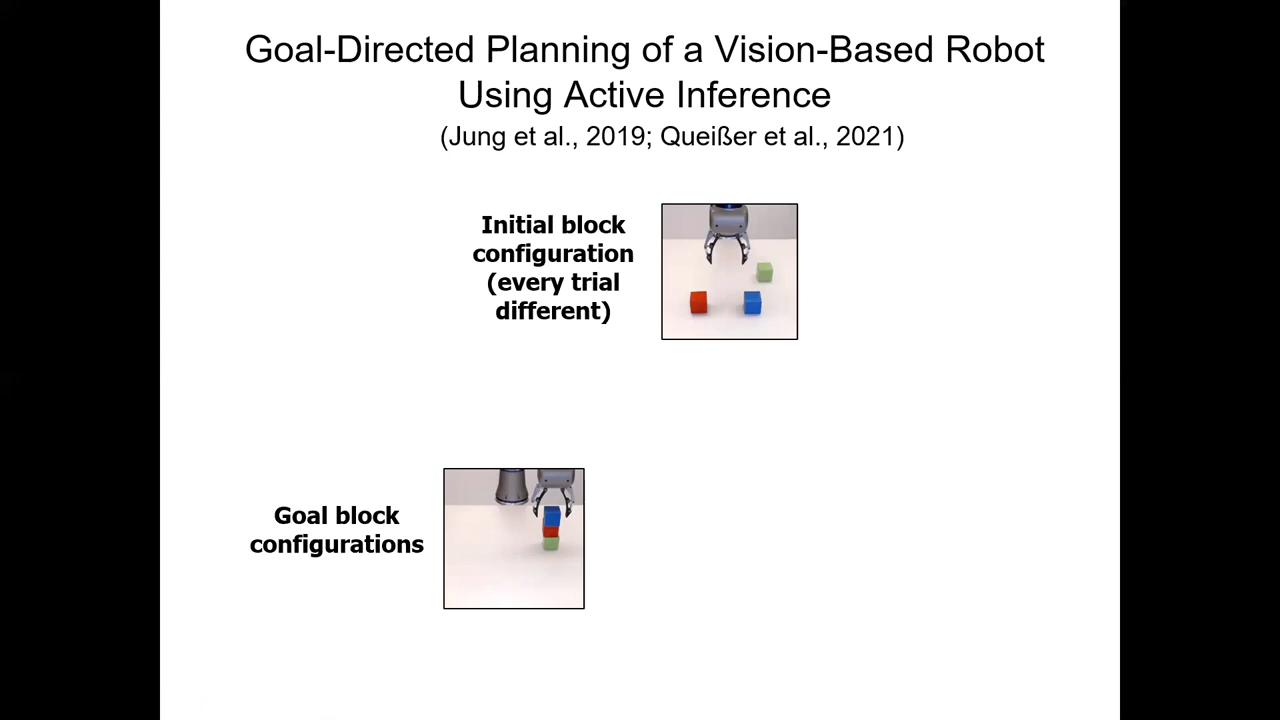 Goal-Directed Planning of a Vision-Based Robot
Using Active Inference
(Jung et al., 2019; Queißer et al., 2021)
Initial block
configuration
(every trial
different)
Goal block
configurations